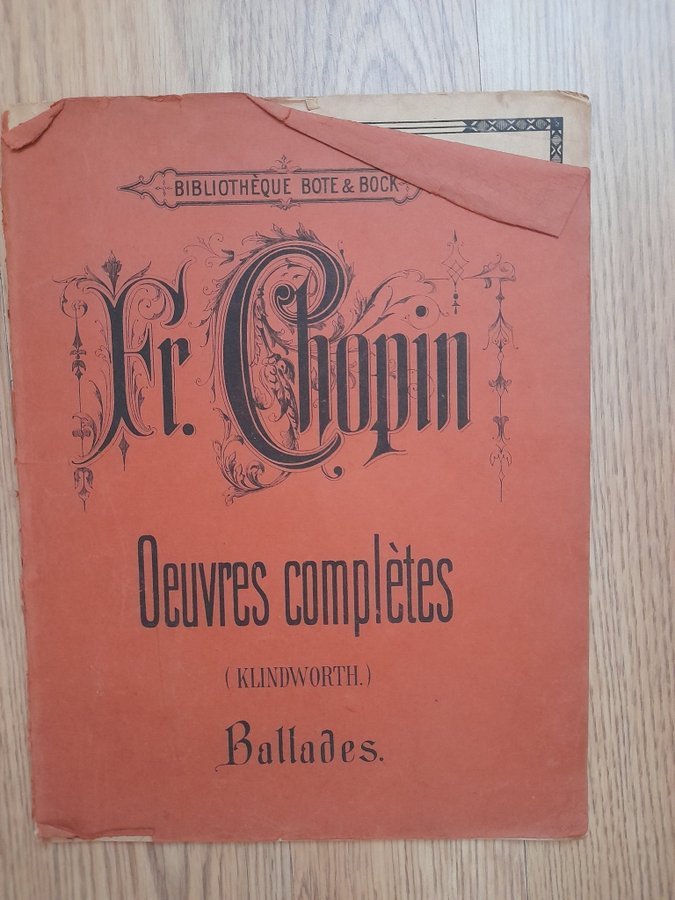 BIBLIOTHÈQUE BOTE & BOCK
Fr. Chopin
Oeuvres complètes
(KLINDWORTH.)
Ballades.